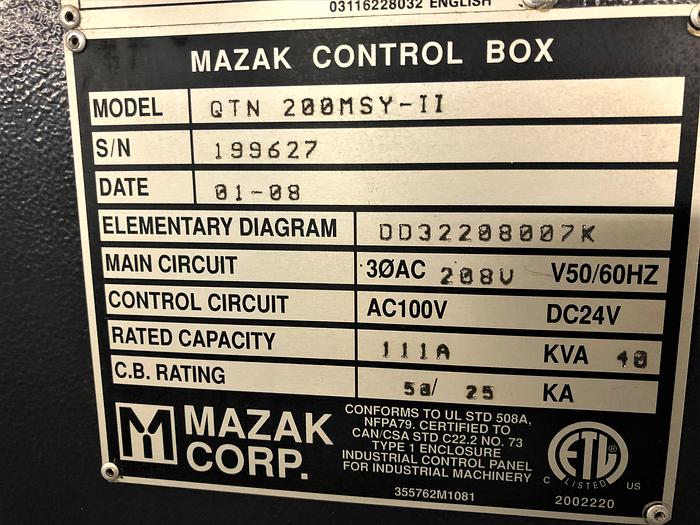 03116228032 ENGLISH
MAZAK CONTROL BOX
MODEL QTN 200MSY-II
S/N 199627
DATE 01-08
ELEMENTARY DIAGRAM DD32208007K
MAIN CIRCUIT 3ØAC 208V V50/60HZ
CONTROL CIRCUIT AC100V DC24V
RATED CAPACITY 111A KVA 40
C.B. RATING 50/ 25 KA
MAZAK CORP.
CONFORMS TO UL STD 508A,
NFPA79. CERTIFIED TO
CAN/CSA STD C22.2 NO. 73
TYPE 1 ENCLOSURE
INDUSTRIAL CONTROL PANEL
FOR INDUSTRIAL MACHINERY
355762M1081
ETL
C LISTED US
2002220